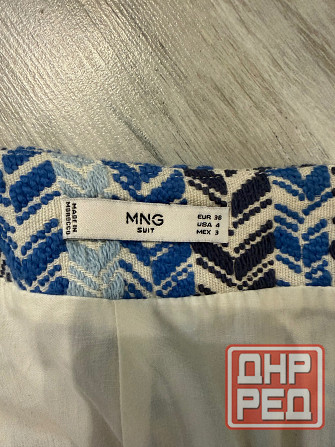 MADE IN
MOROCCO
MNG
SUIT
EUR 36
USA 4
MEX 3
ДНР
РЕД